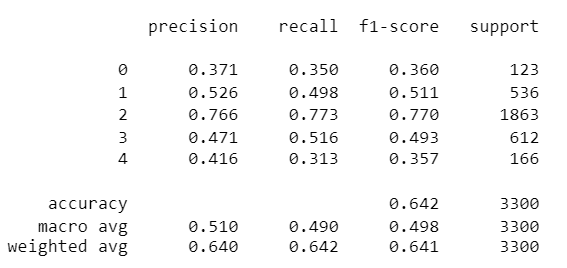 precision recall f1-score support
0 0.371 0.350 0.360 123
1 0.526 0.498 0.511 536
2 0.766 0.773 0.770 1863
3 0.471 0.516 0.493 612
4 0.416 0.313 0.357 166
accuracy 0.642 3300
macro avg 0.510 0.490 0.498 3300
weighted avg 0.640 0.642 0.641 3300